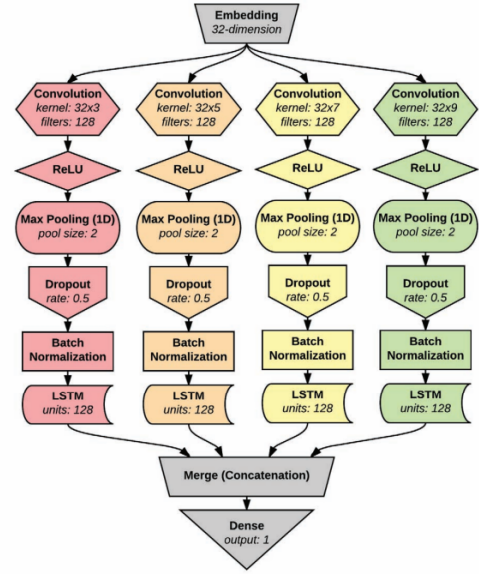 Embedding
32-dimension
Convolution
kernel: 32x3
filters: 128
Convolution
kernel: 32x5
filters: 128
Convolution
kernel: 32x7
filters: 128
Convolution
kernel: 32x9
filters: 128
ReLU
ReLU
ReLU
ReLU
Max Pooling (1D)
pool size: 2
Max Pooling (1D)
pool size: 2
Max Pooling (1D)
pool size: 2
Max Pooling (1D)
pool size: 2
Dropout
rate: 0.5
Dropout
rate: 0.5
Dropout
rate: 0.5
Dropout
rate: 0.5
Batch
Normalization
Batch
Normalization
Batch
Normalization
Batch
Normalization
LSTM
units: 128
LSTM
units: 128
LSTM
units: 128
LSTM
units: 128
Merge (Concatenation)
Dense
output: 1